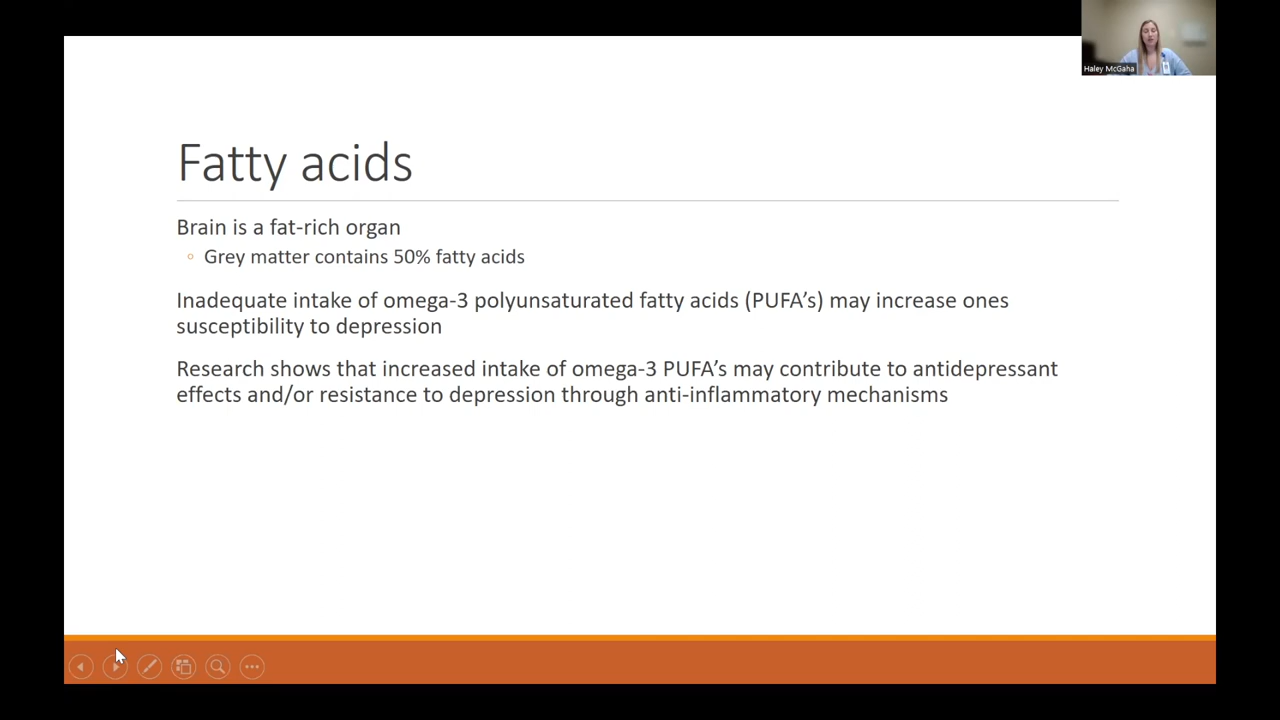 Haley McGaha
Fatty acids
Brain is a fat-rich organ
Grey matter contains 50% fatty acids
Inadequate intake of omega-3 polyunsaturated fatty acids (PUFA’s) may increase ones
susceptibility to depression
Research shows that increased intake of omega-3 PUFA’s may contribute to antidepressant
effects and/or resistance to depression through anti-inflammatory mechanisms